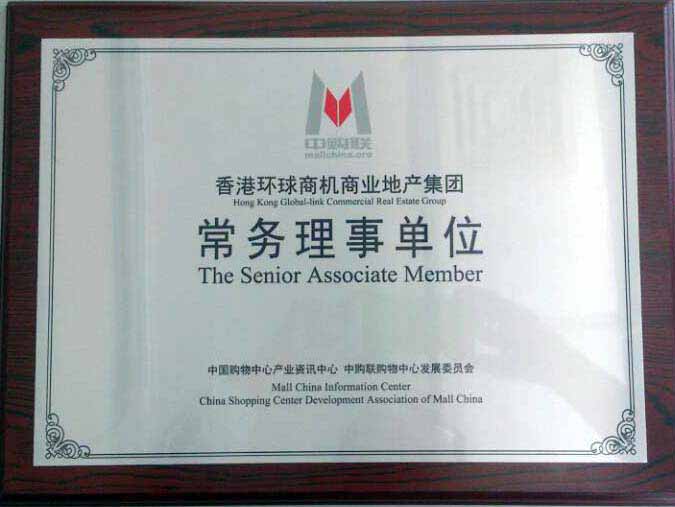 中购联
mallchina.org
香港环球商机商业地产集团
Hong Kong Global-link Commercial Real Estate Group
常务理事单位
The Senior Associate Member
中国购物中心产业资讯中心 中购联购物中心发展委员会
Mall China Information Center
China Shopping Center Development Association of Mall China